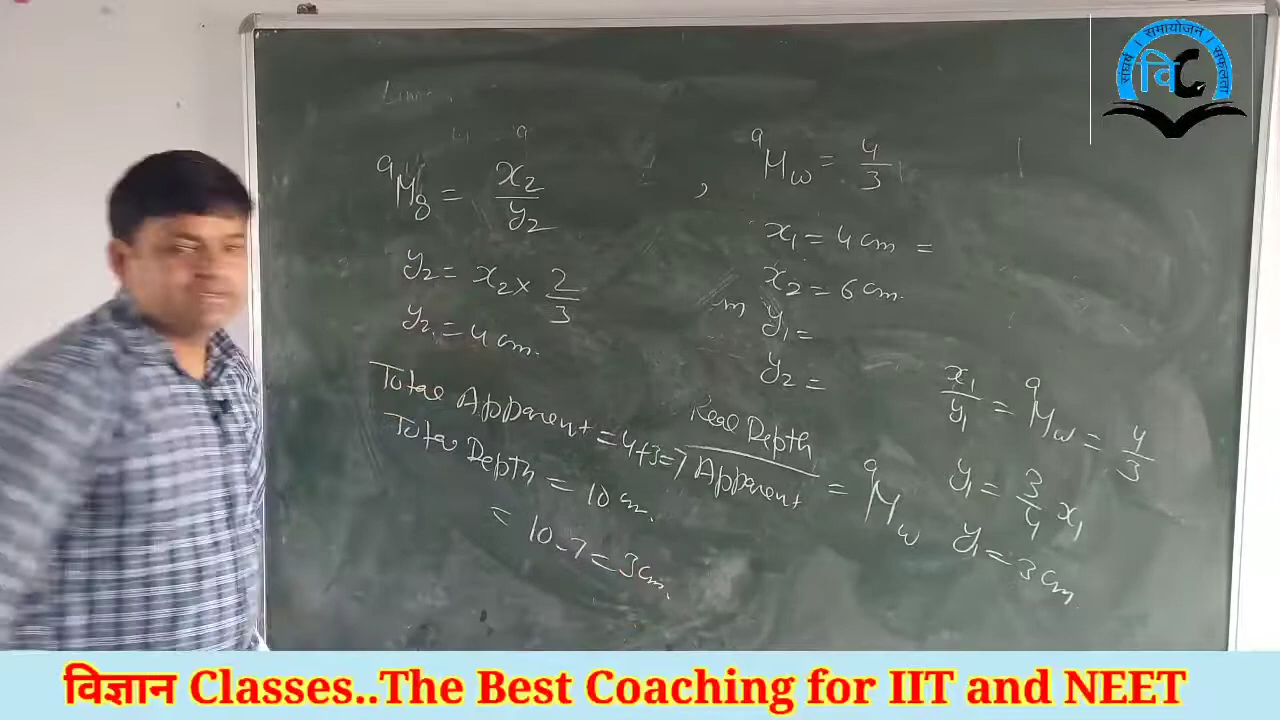 संघर्ष । समायोजन । सफलता
वि C
ᵃμg = x₂/y₂ , ᵃμw = 4/3
x₁ = 4 cm =
y₂ = x₂ × 2/3
x₂ = 6 cm.
m y₁ =
y₂ = 4 cm.
y₂ =
x₁/y₁ = ᵃμw = 4/3
Total Apparent = 4+3=7
Real Depth / Apparent = ᵃμw
Total Depth = 10 cm.
= 10-7=3cm.
y₁ = 3/4 x₁
y₁ = 3 cm
विज्ञान Classes..The Best Coaching for IIT and NEET